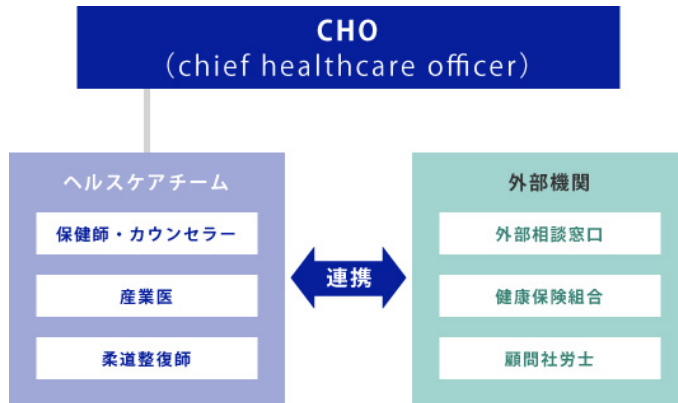 CHO
（chief healthcare officer）
ヘルスケアチーム
保健師・カウンセラー
産業医
柔道整復師
連携
外部機関
外部相談窓口
健康保険組合
顧問社労士